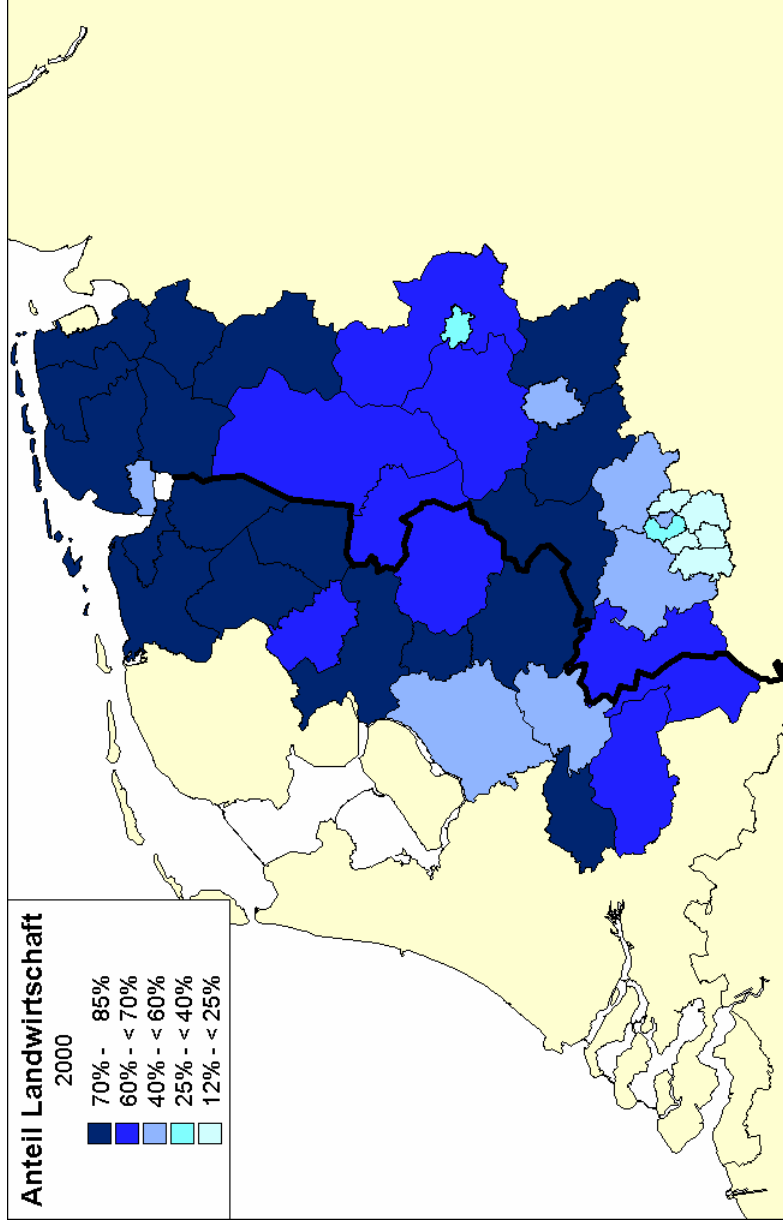 Anteil Landwirtschaft
2000
70% - 85%
60% - < 70%
40% - < 60%
25% - < 40%
12% - < 25%